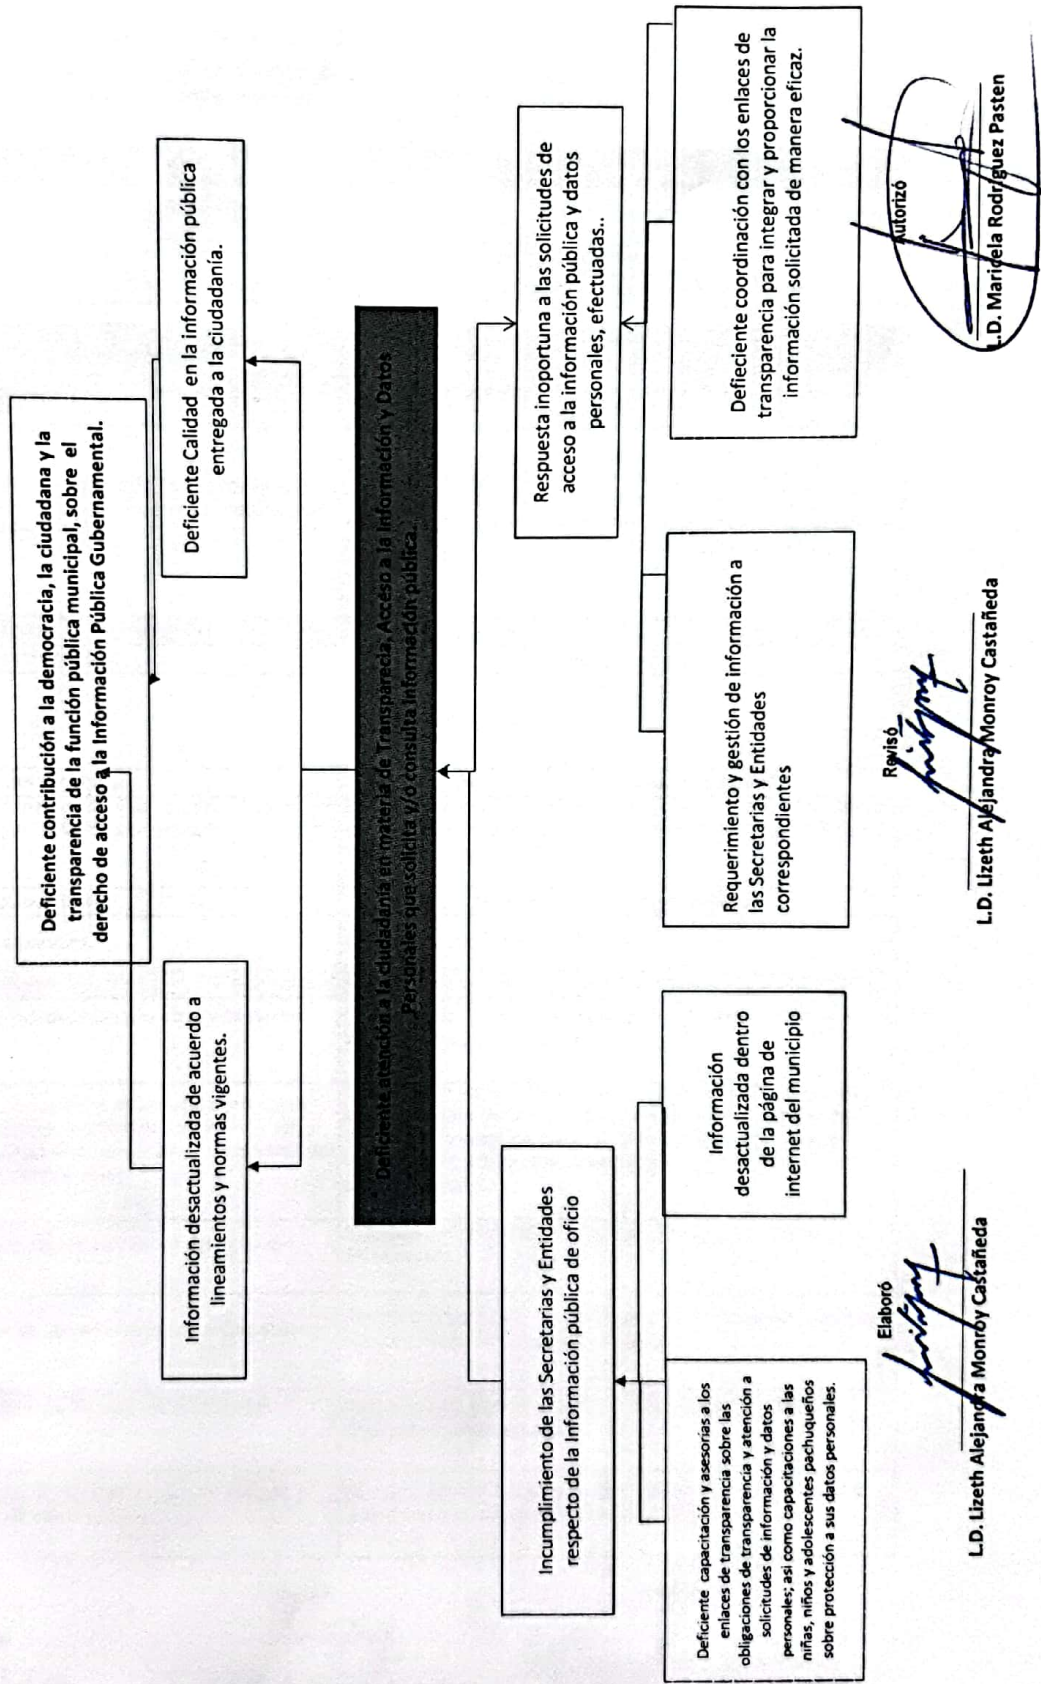 Deficiente contribución a la democracia, la ciudadana y la
transparencia de la función pública municipal, sobre el
derecho de acceso a la Información Pública Gubernamental.
Información desactualizada de acuerdo a
lineamientos y normas vigentes.
Deficiente Calidad en la información pública
entregada a la ciudadanía.
Deficiente atención a la ciudadanía en materia de Transparecia, Acceso a la Información y Datos
Personales que solicita y/o consulta información pública.
Incumplimiento de las Secretarias y Entidades
respecto de la Información pública de oficio
Respuesta inoportuna a las solicitudes de
acceso a la información pública y datos
personales, efectuadas..
Deficiente capacitación y asesorías a los
enlaces de transparencia sobre las
obligaciones de transparencia y atención a
solicitudes de información y datos
personales; asi como capacitaciones a las
niñas, niños y adolescentes pachuqueños
sobre protección a sus datos personales.
Información
desactualizada dentro
de la página de
internet del municipio
Requerimiento y gestión de información a
las Secretarias y Entidades
correspondientes
Defieciente coordinación con los enlaces de
transparencia para integrar y proporcionar la
información solicitada de manera eficaz.
Elaboró
L.D. Lizeth Alejandra Monroy Castañeda
Revisó
L.D. Lizeth Alejandra Monroy Castañeda
Autorizó
L.D. Maricela Rodríguez Pasten